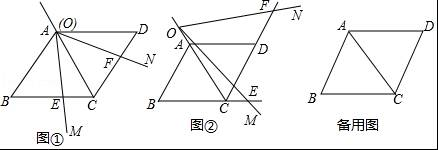 A (O) D F N B E C M
图①
O A D F N B C E M
图②
A D B C
备用图